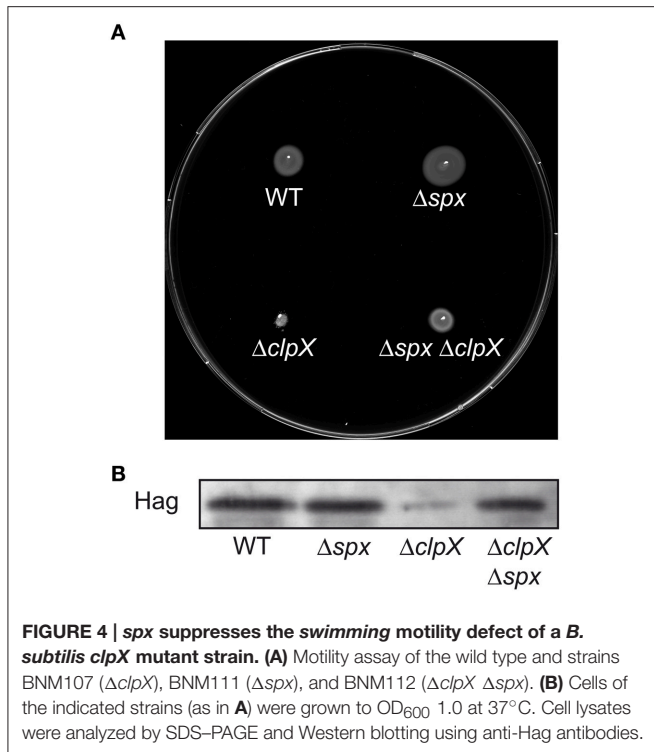 A
WT
Δspx
ΔclpX
Δspx ΔclpX
B
Hag
WT
Δspx
ΔclpX
ΔclpX
Δspx
FIGURE 4 | spx suppresses the swimming motility defect of a B.
subtilis clpX mutant strain. (A) Motility assay of the wild type and strains
BNM107 (ΔclpX), BNM111 (Δspx), and BNM112 (ΔclpX Δspx). (B) Cells of
the indicated strains (as in A) were grown to OD600 1.0 at 37°C. Cell lysates
were analyzed by SDS–PAGE and Western blotting using anti-Hag antibodies.